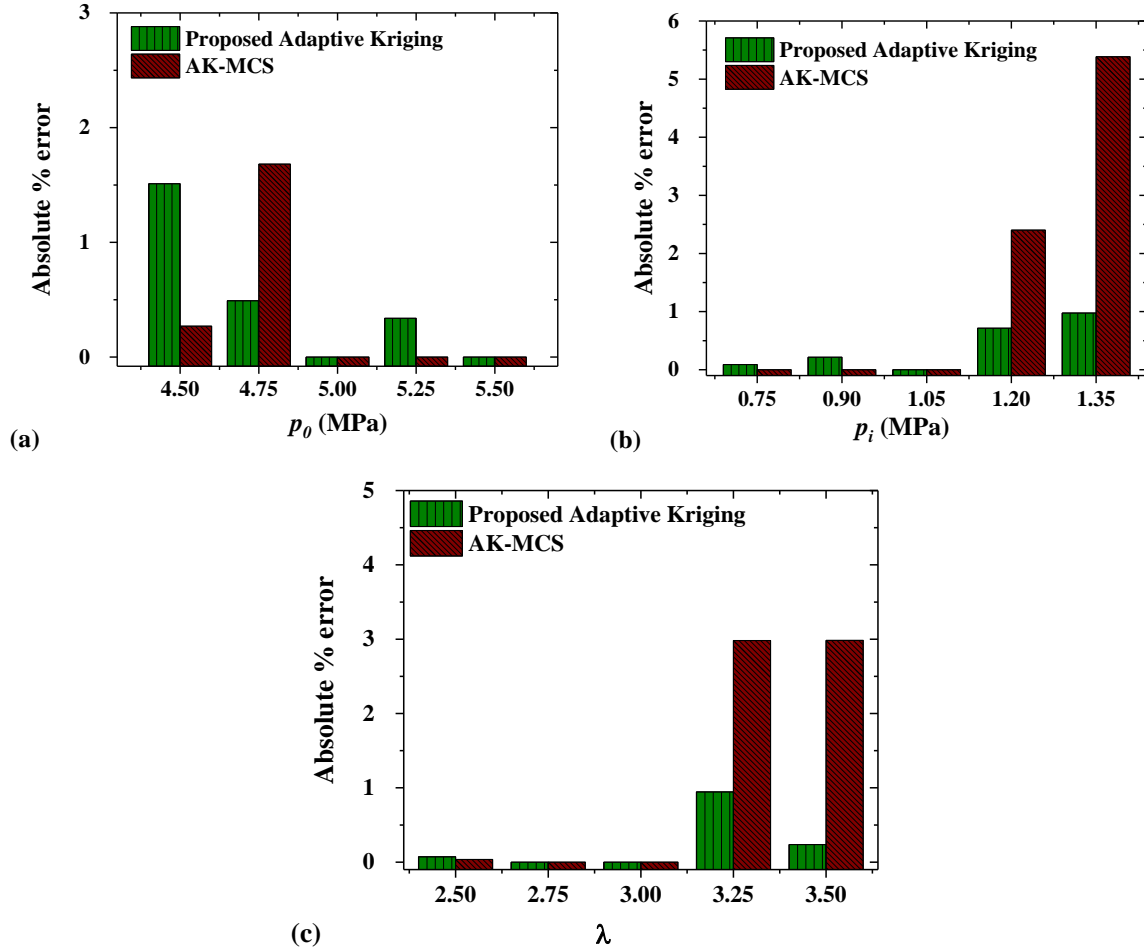 3
2
1
0
Absolute % error
Proposed Adaptive Kriging
AK-MCS
4.50 4.75 5.00 5.25 5.50
p0 (MPa)
(a)
6
5
4
3
2
1
0
Absolute % error
Proposed Adaptive Kriging
AK-MCS
0.75 0.90 1.05 1.20 1.35
pi (MPa)
(b)
5
4
3
2
1
0
Absolute % error
Proposed Adaptive Kriging
AK-MCS
2.50 2.75 3.00 3.25 3.50
λ
(c)